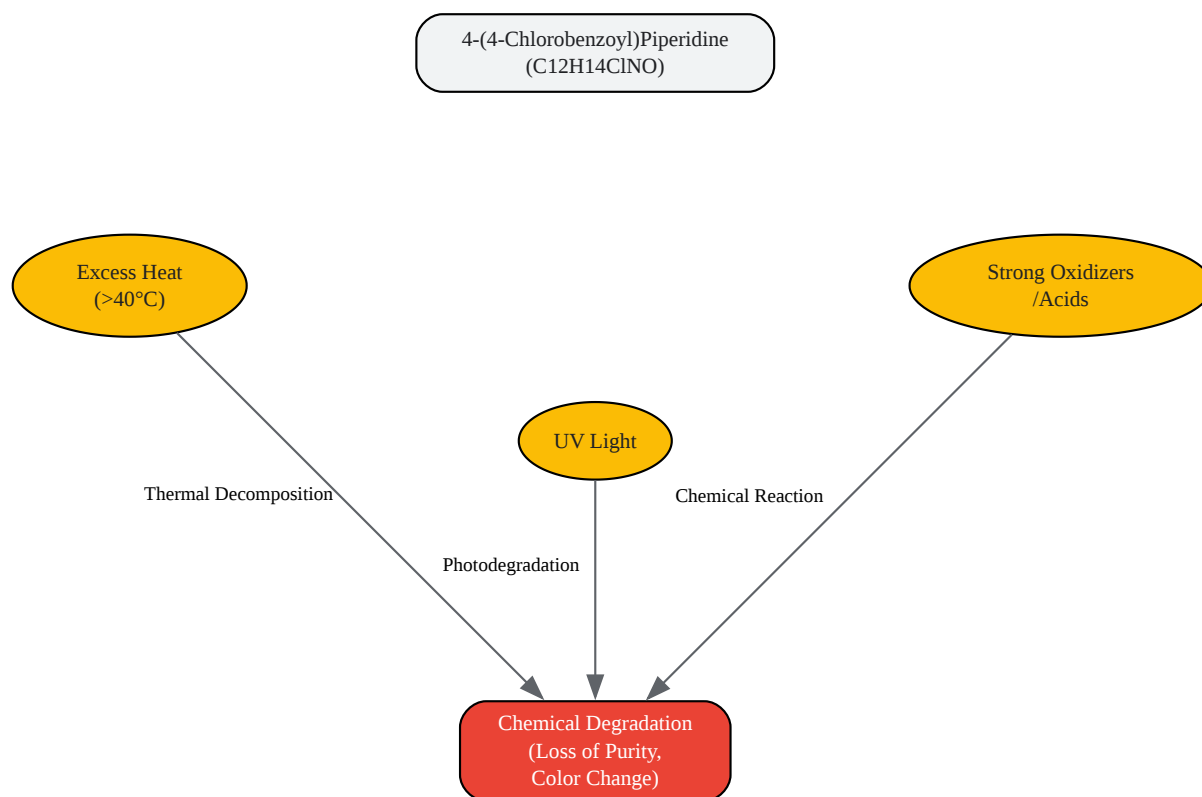 4-(4-Chlorobenzoyl)Piperidine
(C12H14ClNO)
Excess Heat
(>40°C)
Strong Oxidizers
/Acids
UV Light
Thermal Decomposition
Chemical Reaction
Photodegradation
Chemical Degradation
(Loss of Purity,
Color Change)